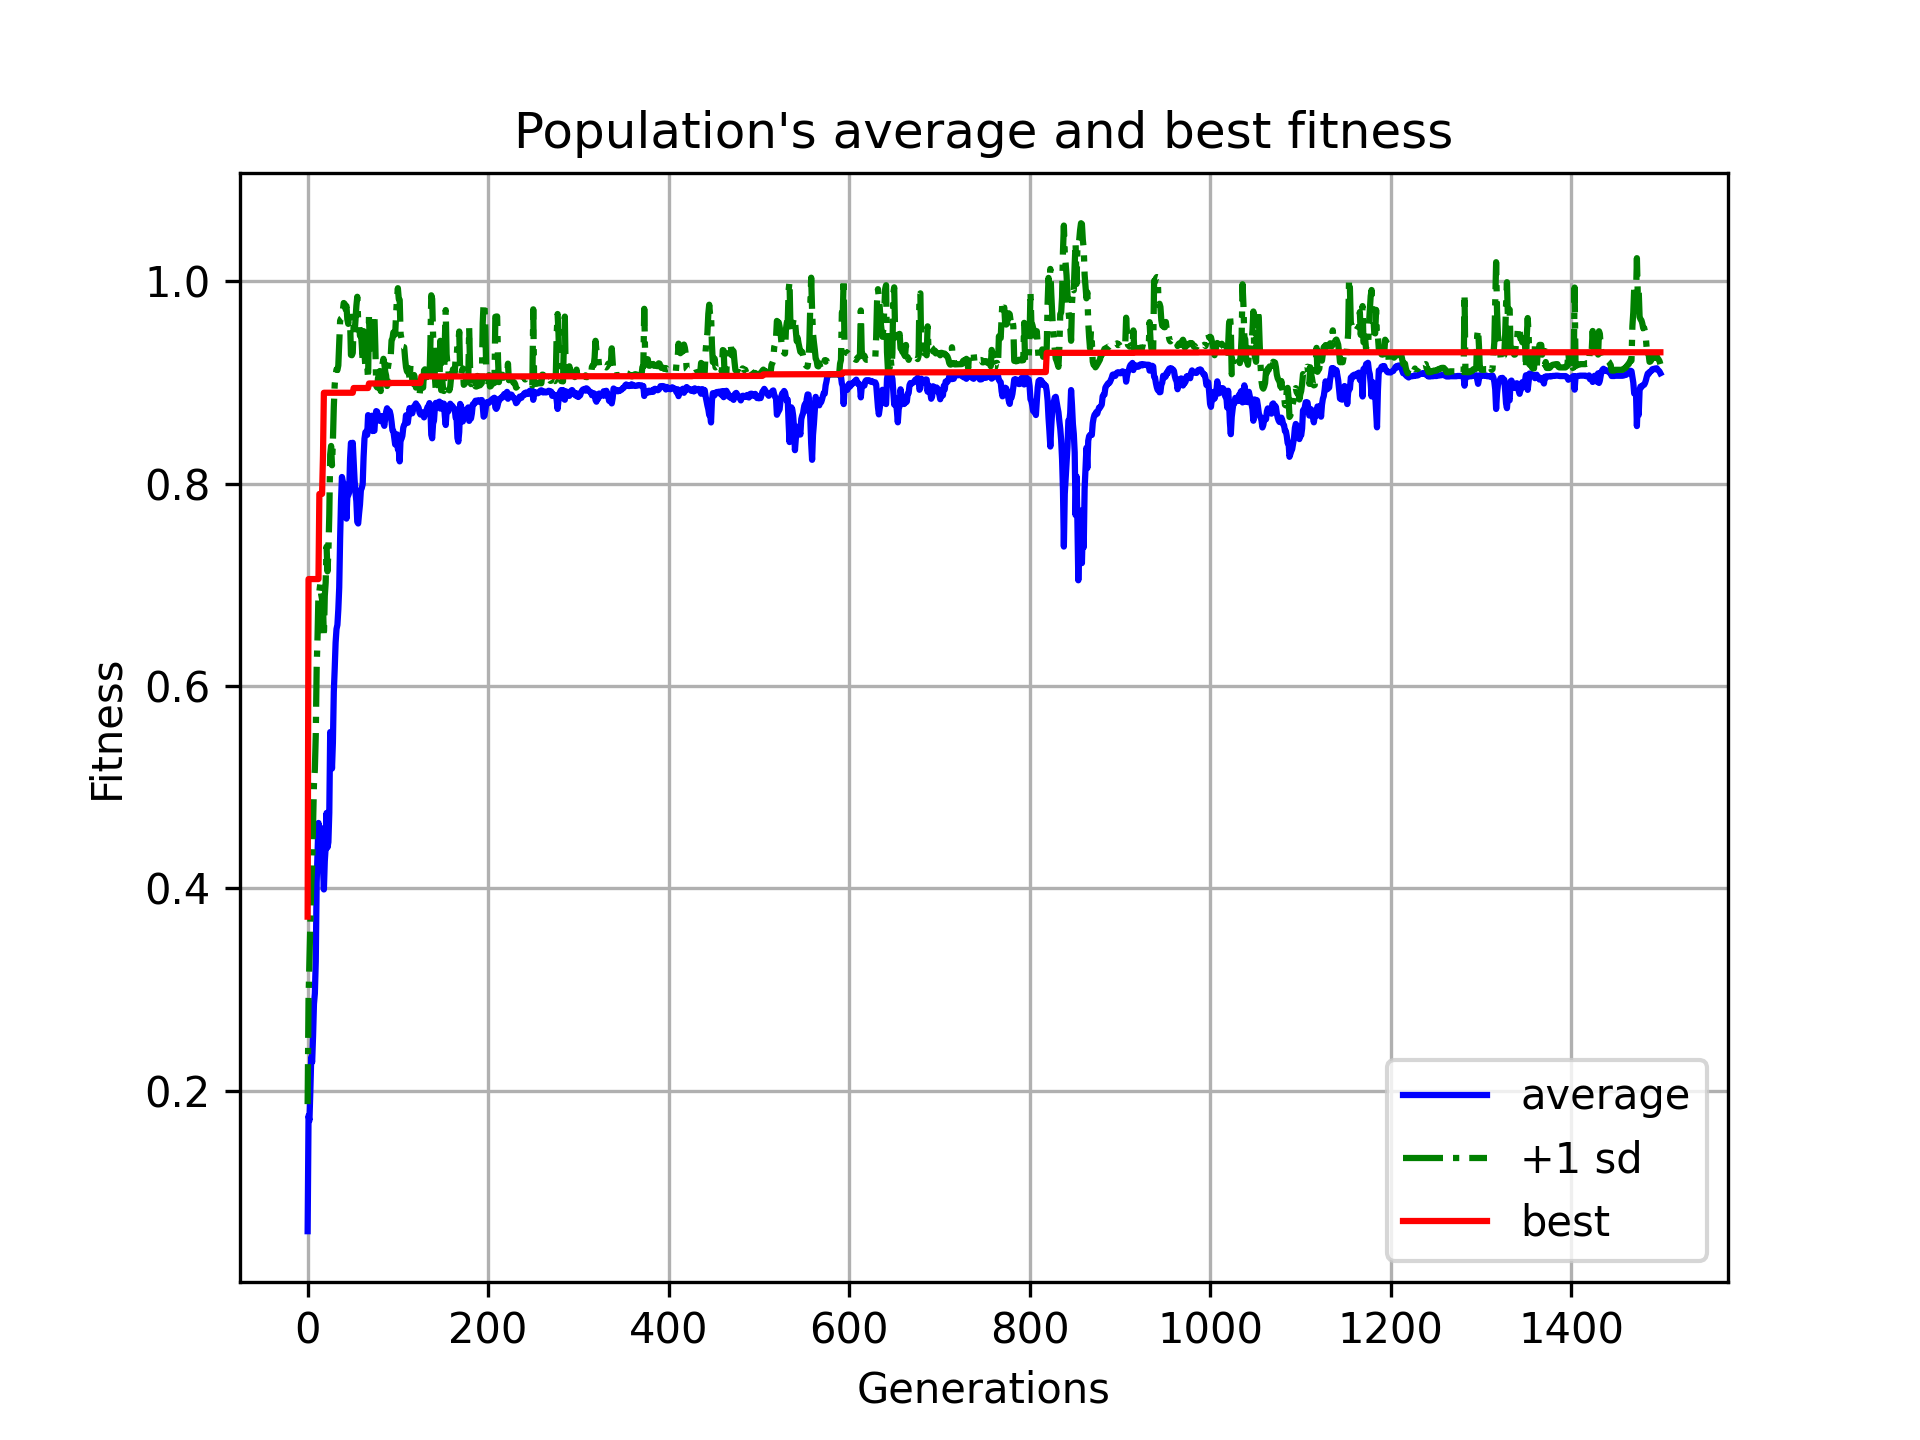 Population's average and best fitness
Fitness
1.0
0.8
0.6
0.4
0.2
0 200 400 600 800 1000 1200 1400
Generations
average
+1 sd
best